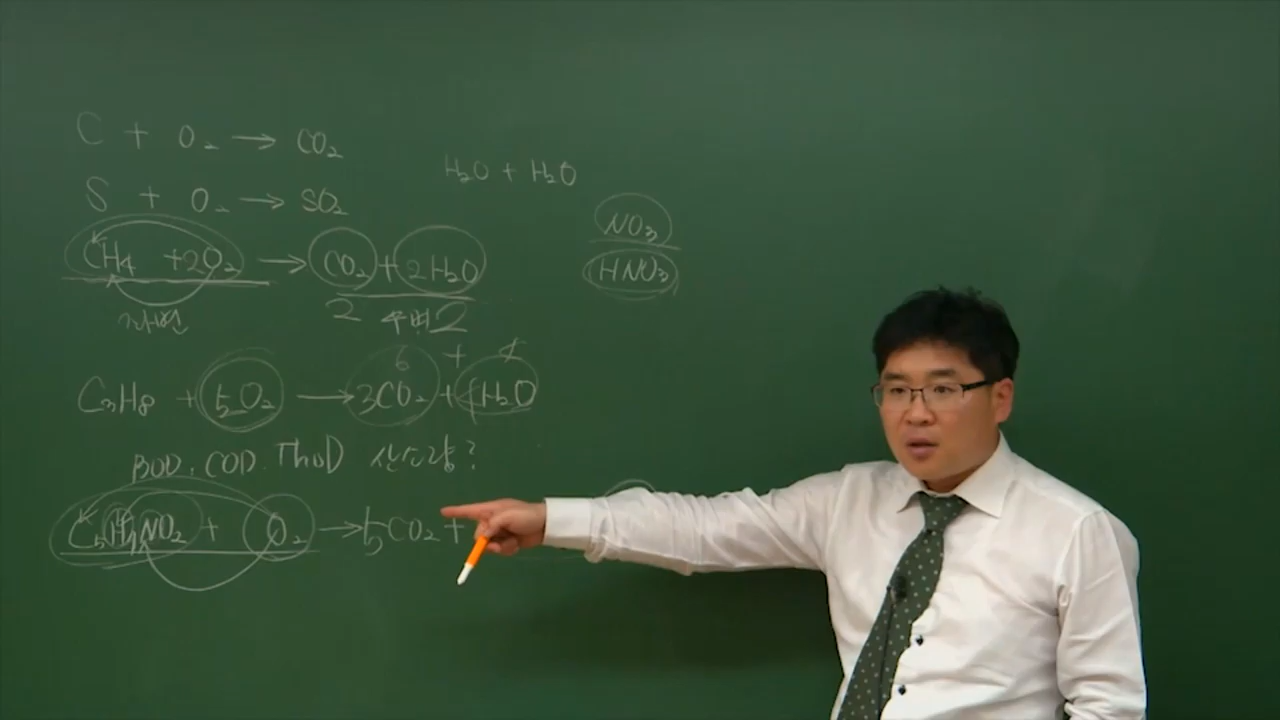 C + O₂ → CO₂
H₂O + H₂O
S + O₂ → SO₂
NO₃
HNO₃
CH₄ + 2O₂ → CO₂ + 2H₂O
좌변 2 우변 2
6 + 4
C₃H₈ + 5O₂ → 3CO₂ + 4H₂O
BOD, COD, ThOD 산소량?
C₅H₇NO₂ + O₂ → 5CO₂ +